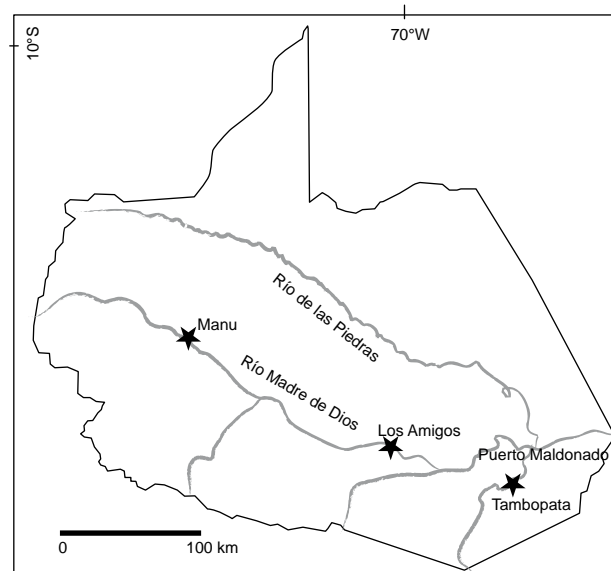 70°W
10°S
Río de las Piedras
Manu
Río Madre de Dios
Los Amigos
Puerto Maldonado
Tambopata
0 100 km